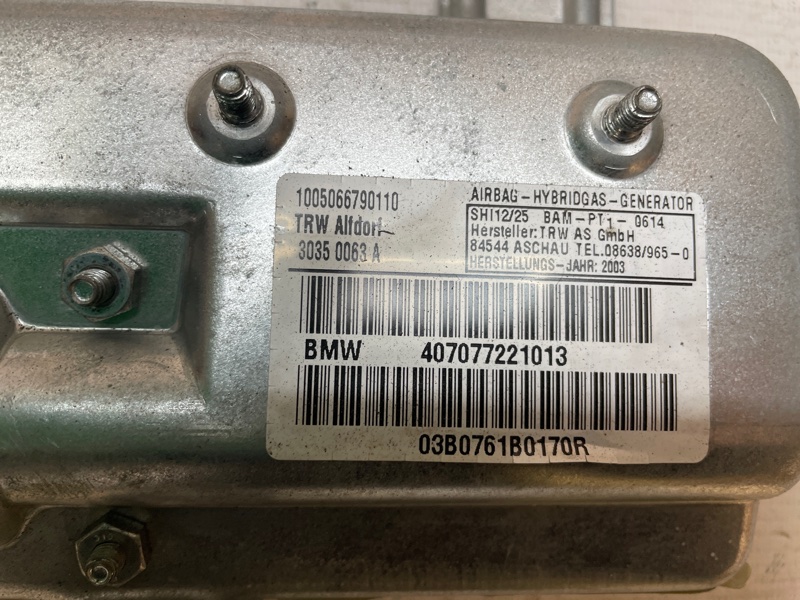 1005066790110
TRW Alfdorf
3035 0063 A
AIRBAG-HYBRIDGAS-GENERATOR
SHI12/25 BAM-PT1-0614
Hersteller:TRW AS GmbH
84544 ASCHAU TEL.08638/965-0
HERSTELLUNGS-JAHR: 2003
BMW 407077221013
03B0761B0170R